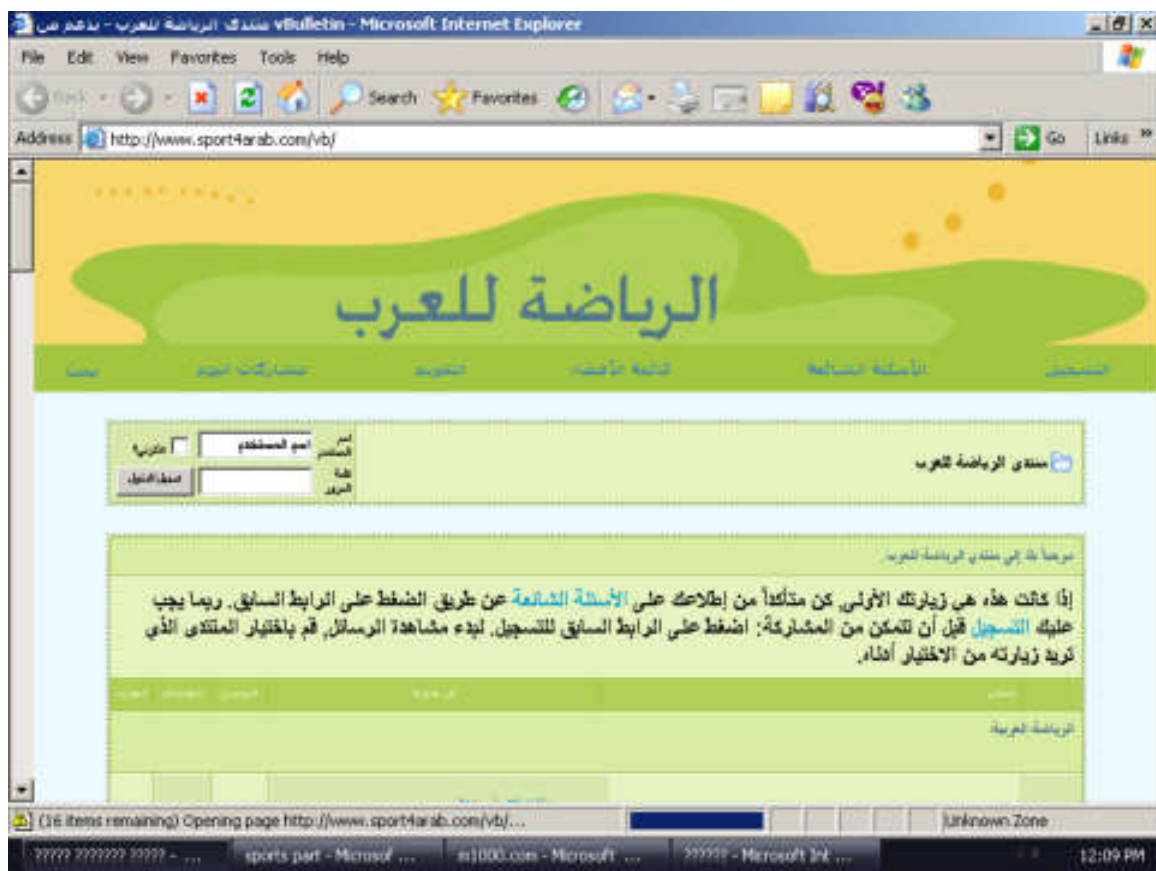 منتدى الرياضة للعرب - بدعم من vBulletin - Microsoft Internet Explorer
File Edit View Favorites Tools Help
Back Search Favorites
Address http://www.sport4arab.com/vb/ Go Links
الرياضة للعرب
التسجيل الأسئلة الشائعة قائمة الأعضاء التقويم مشاركات اليوم بحث
منتدى الرياضة للعرب
اسم المستخدم اسم المستخدم
كلمة المرور تسجيل الدخول
مرحباً بك إلى منتدى الرياضة للعرب.
إذا كانت هذه هي زيارتك الأولى, كن متأكداً من إطلاعك على الأسئلة الشائعة عن طريق الضغط على الرابط السابق. ربما يجب
عليك التسجيل قبل أن تتمكن من المشاركة: اضغط على الرابط السابق للتسجيل. لبدء مشاهدة الرسائل, قم باختيار المنتدى الذي
تريد زيارته من الاختيار أدناه.
الرياضة العربية
(16 items remaining) Opening page http://www.sport4arab.com/vb/... Unknown Zone
????? ??????? ????? - ... sports part - Microsof ... m1000.com - Microsoft ... ?????? - Microsoft Int ... 12:09 PM